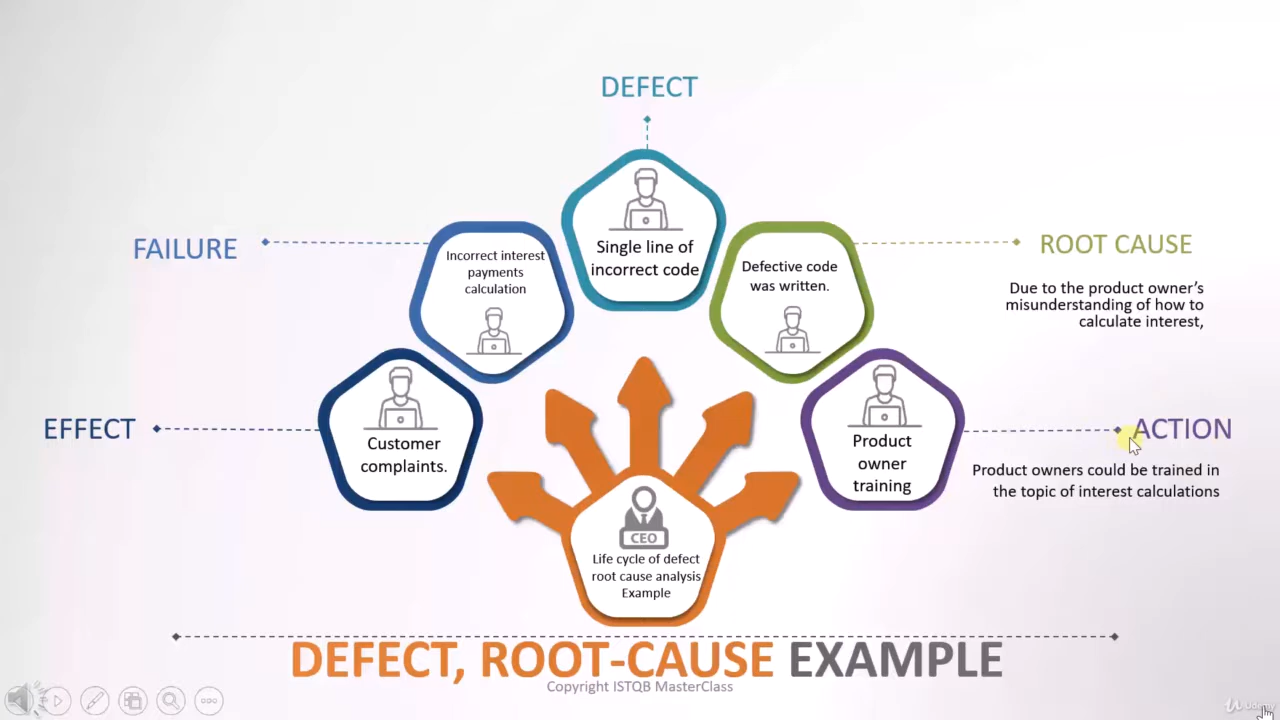 DEFECT
Single line of
incorrect code
FAILURE
Incorrect interest
payments
calculation
Defective code
was written.
ROOT CAUSE
Due to the product owner’s
misunderstanding of how to
calculate interest,
EFFECT
Customer
complaints.
Product
owner
training
ACTION
Product owners could be trained in
the topic of interest calculations
CEO
Life cycle of defect
root cause analysis
Example
DEFECT, ROOT-CAUSE EXAMPLE
Copyright ISTQB MasterClass
Udemy